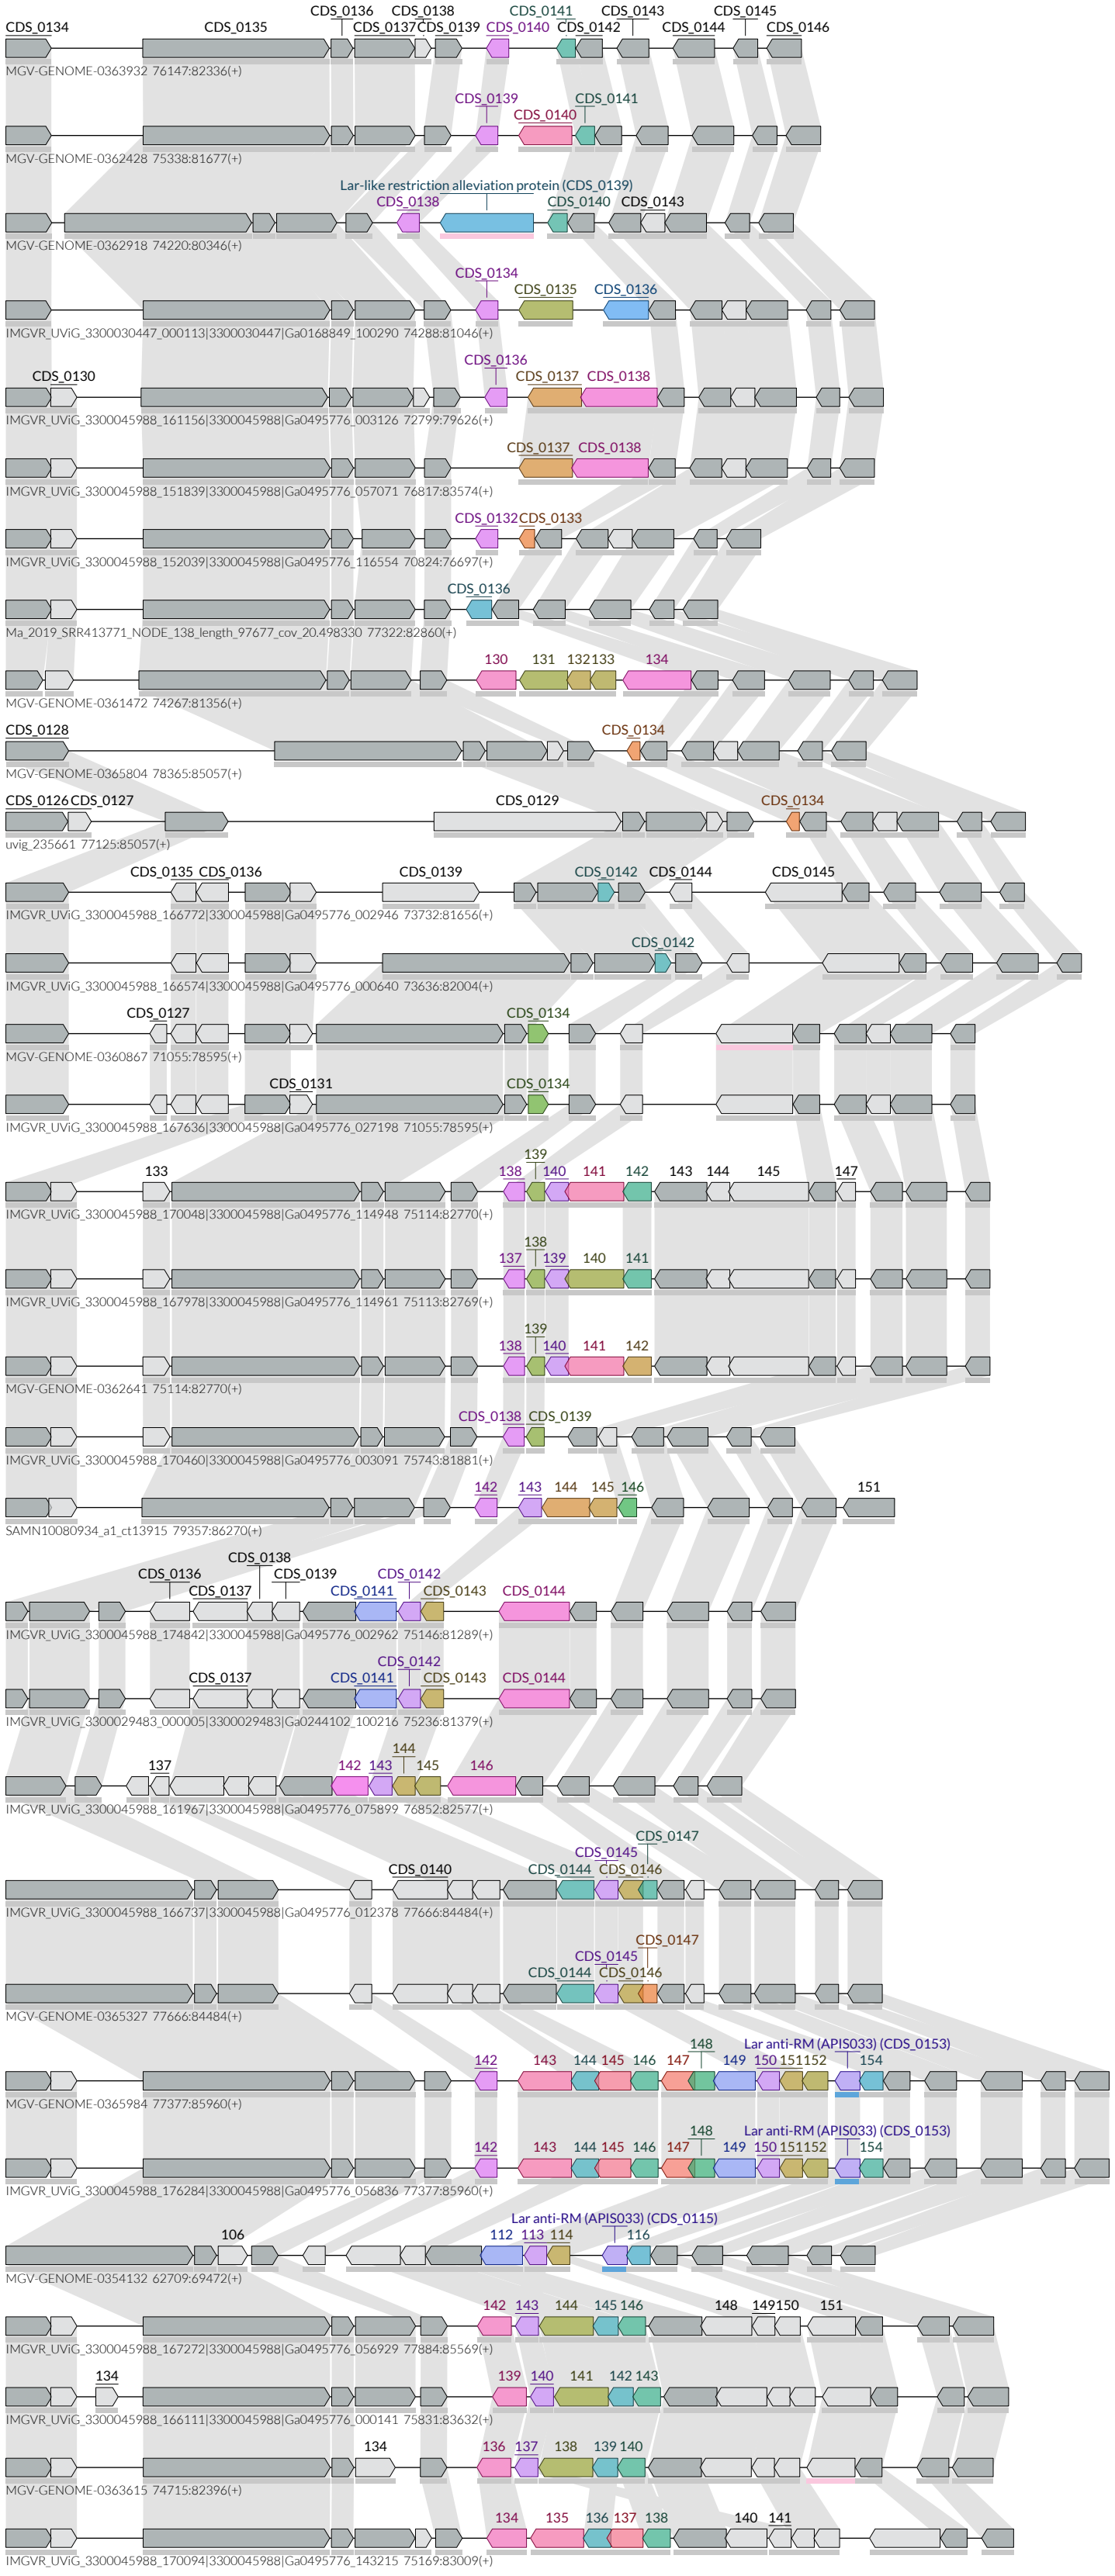 CDS_0134 CDS_0135 CDS_0136 CDS_0137 CDS_0138 CDS_0139 CDS_0140 CDS_0141 CDS_0142 CDS_0143 CDS_0144 CDS_0145 CDS_0146
MGV-GENOME-0363932 76147:82336(+)
CDS_0139 CDS_0140 CDS_0141
MGV-GENOME-0362428 75338:81677(+)
Lar-like restriction alleviation protein (CDS_0139)
CDS_0138 CDS_0140 CDS_0143
MGV-GENOME-0362918 74220:80346(+)
CDS_0134 CDS_0135 CDS_0136
IMGVR_UViG_3300030447_000113|3300030447|Ga0168849_100290 74288:81046(+)
CDS_0130 CDS_0136 CDS_0137 CDS_0138
IMGVR_UViG_3300045988_161156|3300045988|Ga0495776_003126 72799:79626(+)
CDS_0137 CDS_0138
IMGVR_UViG_3300045988_151839|3300045988|Ga0495776_057071 76817:83574(+)
CDS_0132 CDS_0133
IMGVR_UViG_3300045988_152039|3300045988|Ga0495776_116554 70824:76697(+)
CDS_0136
Ma_2019_SRR413771_NODE_138_length_97677_cov_20.498330 77322:82860(+)
130 131 132 133 134
MGV-GENOME-0361472 74267:81356(+)
CDS_0128 CDS_0134
MGV-GENOME-0365804 78365:85057(+)
CDS_0126 CDS_0127 CDS_0129 CDS_0134
uvig_235661 77125:85057(+)
CDS_0135 CDS_0136 CDS_0139 CDS_0142 CDS_0144 CDS_0145
IMGVR_UViG_3300045988_166772|3300045988|Ga0495776_002946 73732:81656(+)
CDS_0142
IMGVR_UViG_3300045988_166574|3300045988|Ga0495776_000640 73636:82004(+)
CDS_0127 CDS_0134
MGV-GENOME-0360867 71055:78595(+)
CDS_0131 CDS_0134
IMGVR_UViG_3300045988_167636|3300045988|Ga0495776_027198 71055:78595(+)
133 138 139 140 141 142 143 144 145 147
IMGVR_UViG_3300045988_170048|3300045988|Ga0495776_114948 75114:82770(+)
137 138 139 140 141
IMGVR_UViG_3300045988_167978|3300045988|Ga0495776_114961 75113:82769(+)
138 139 140 141 142
MGV-GENOME-0362641 75114:82770(+)
CDS_0138 CDS_0139
IMGVR_UViG_3300045988_170460|3300045988|Ga0495776_003091 75743:81881(+)
142 143 144 145 146 151
SAMN10080934_a1_ct13915 79357:86270(+)
CDS_0136 CDS_0137 CDS_0138 CDS_0139 CDS_0141 CDS_0142 CDS_0143 CDS_0144
IMGVR_UViG_3300045988_174842|3300045988|Ga0495776_002962 75146:81289(+)
CDS_0137 CDS_0141 CDS_0142 CDS_0143 CDS_0144
IMGVR_UViG_3300029483_000005|3300029483|Ga0244102_100216 75236:81379(+)
137 142 143 144 145 146
IMGVR_UViG_3300045988_161967|3300045988|Ga0495776_075899 76852:82577(+)
CDS_0140 CDS_0144 CDS_0145 CDS_0146 CDS_0147
IMGVR_UViG_3300045988_166737|3300045988|Ga0495776_012378 77666:84484(+)
CDS_0144 CDS_0145 CDS_0146 CDS_0147
MGV-GENOME-0365327 77666:84484(+)
Lar anti-RM (APIS033) (CDS_0153)
142 143 144 145 146 147 148 149 150 151 152 154
MGV-GENOME-0365984 77377:85960(+)
Lar anti-RM (APIS033) (CDS_0153)
142 143 144 145 146 147 148 149 150 151 152 154
IMGVR_UViG_3300045988_176284|3300045988|Ga0495776_056836 77377:85960(+)
Lar anti-RM (APIS033) (CDS_0115)
106 112 113 114 116
MGV-GENOME-0354132 62709:69472(+)
142 143 144 145 146 148 149 150 151
IMGVR_UViG_3300045988_167272|3300045988|Ga0495776_056929 77884:85569(+)
134 139 140 141 142 143
IMGVR_UViG_3300045988_166111|3300045988|Ga0495776_000141 75831:83632(+)
134 136 137 138 139 140
MGV-GENOME-0363615 74715:82396(+)
134 135 136 137 138 140 141
IMGVR_UViG_3300045988_170094|3300045988|Ga0495776_143215 75169:83009(+)